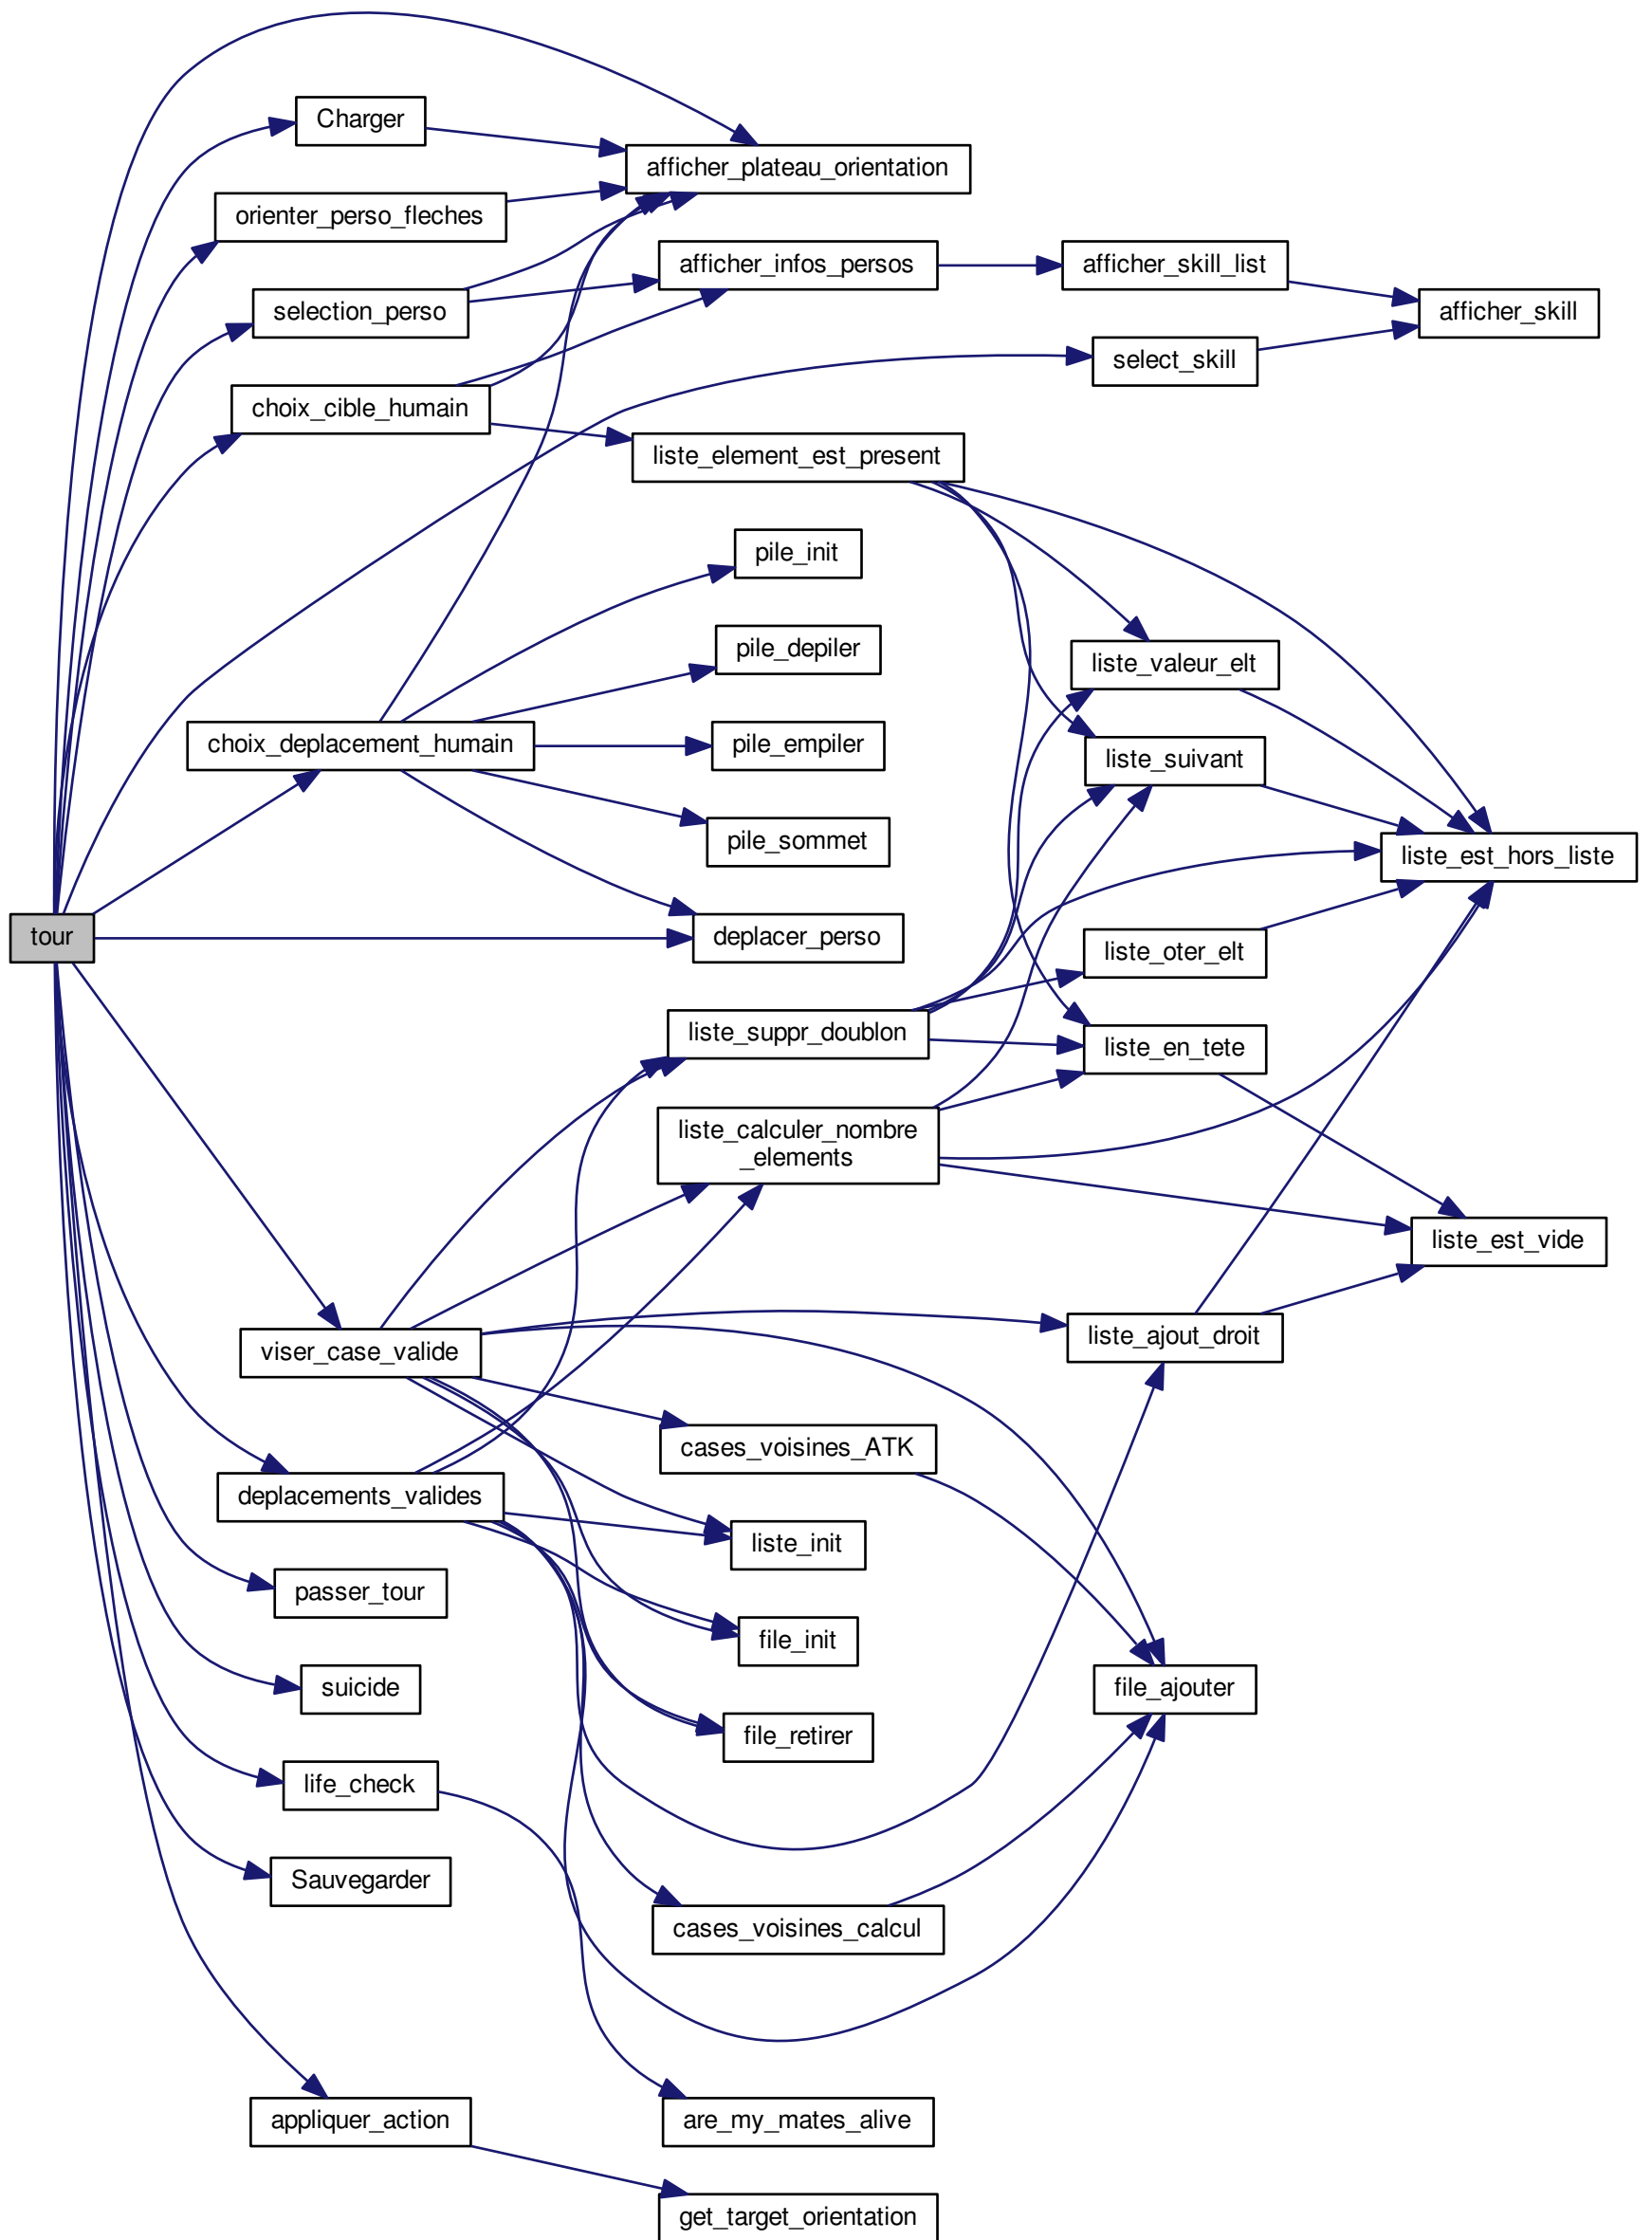 Charger
afficher_plateau_orientation
orienter_perso_fleches
afficher_infos_persos
afficher_skill_list
selection_perso
afficher_skill
select_skill
choix_cible_humain
liste_element_est_present
pile_init
pile_depiler
liste_valeur_elt
choix_deplacement_humain
pile_empiler
liste_suivant
pile_sommet
liste_est_hors_liste
tour
deplacer_perso
liste_oter_elt
liste_suppr_doublon
liste_en_tete
liste_calculer_nombre
_elements
liste_est_vide
liste_ajout_droit
viser_case_valide
cases_voisines_ATK
deplacements_valides
liste_init
passer_tour
file_init
suicide
file_ajouter
file_retirer
life_check
Sauvegarder
cases_voisines_calcul
appliquer_action
are_my_mates_alive
get_target_orientation